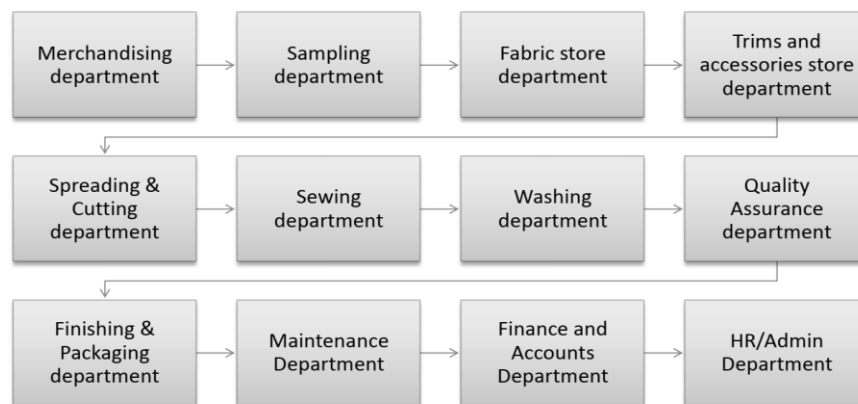 Merchandising
department
Sampling
department
Fabric store
department
Trims and
accessories store
department
Spreading &
Cutting
department
Sewing
department
Washing
department
Quality
Assurance
department
Finishing &
Packaging
department
Maintenance
Department
Finance and
Accounts
Department
HR/Admin
Department